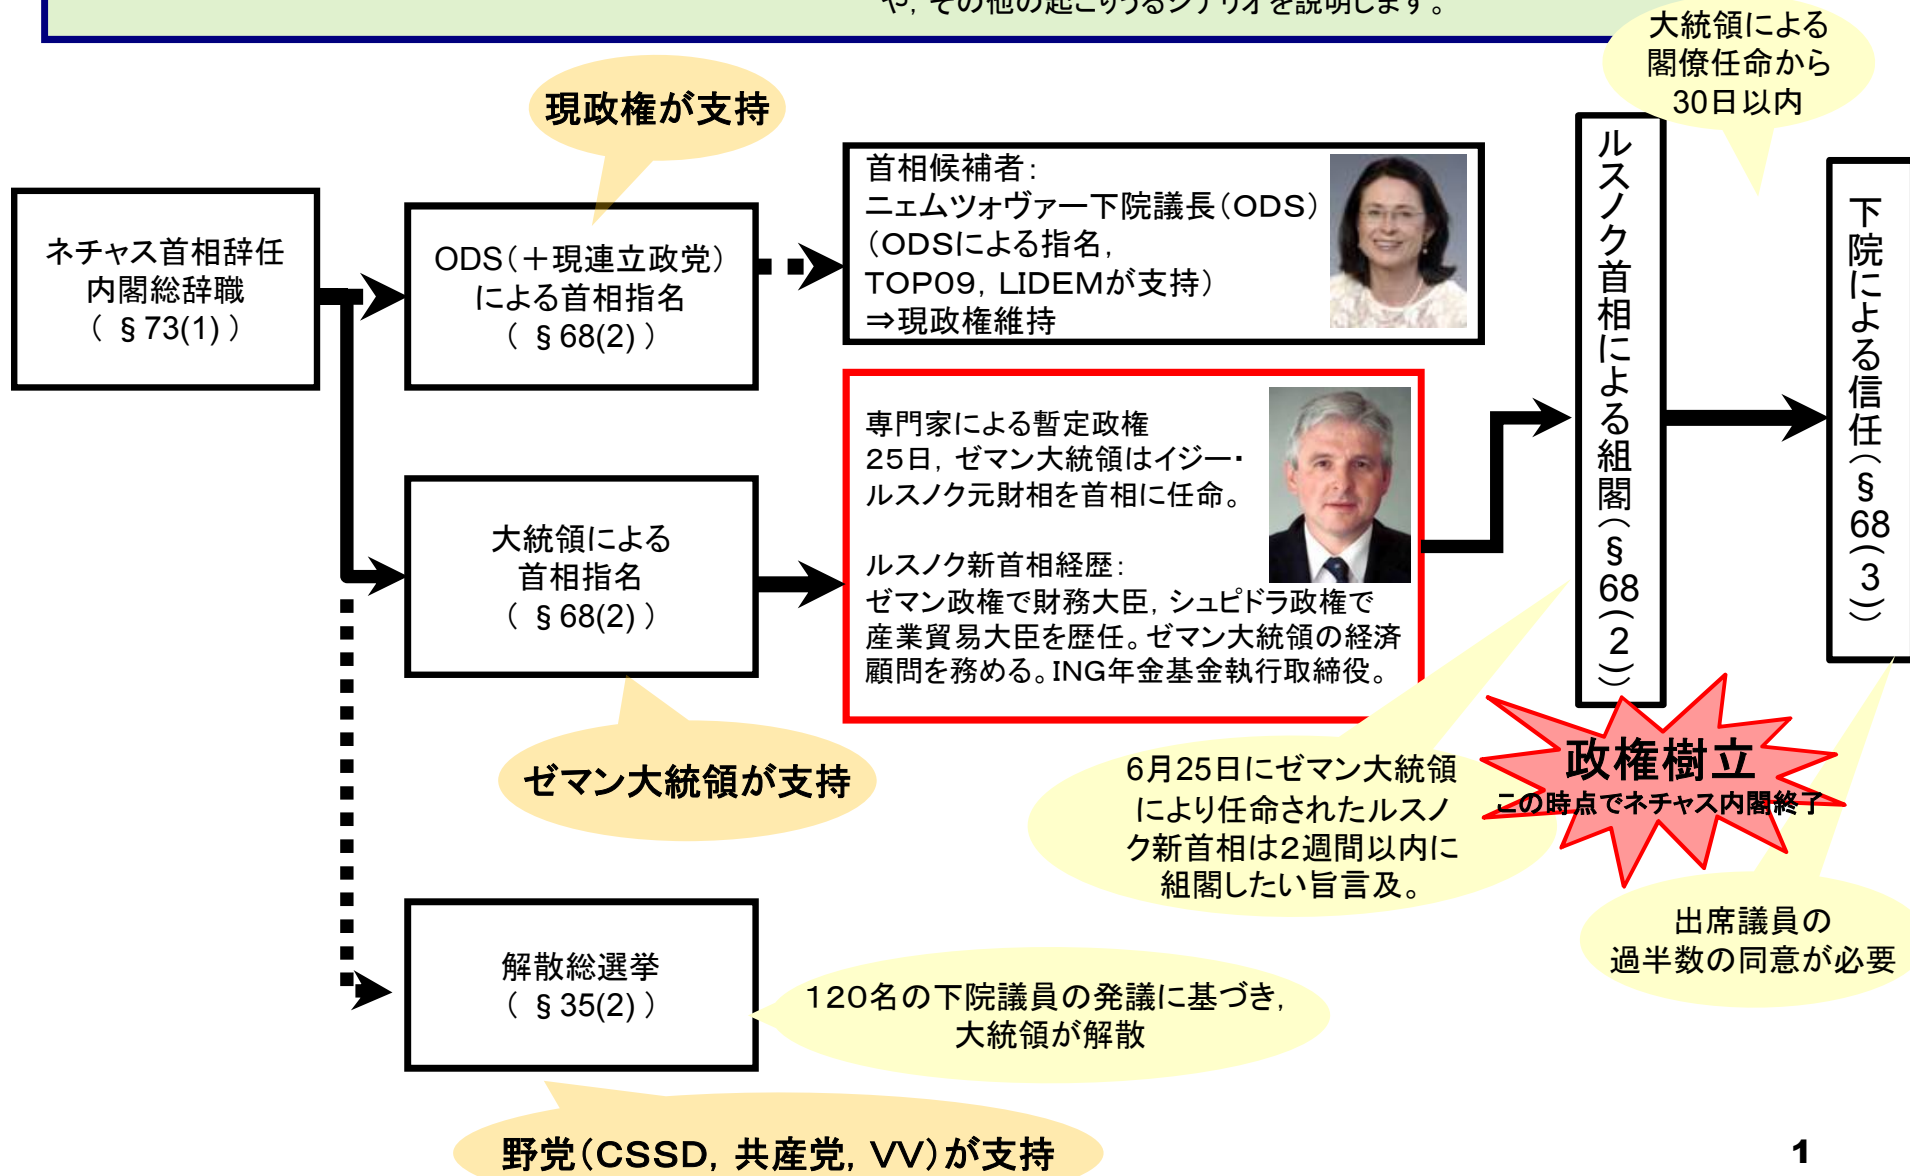 や，その他の起こりうるシナリオを説明します。
大統領による
閣僚任命から
30日以内
現政権が支持
ネチャス首相辞任
内閣総辞職
（ §73(1) ）
ODS（＋現連立政党）
による首相指名
（ §68(2) ）
首相候補者：
ニェムツォヴァー下院議長（ODS）
（ODSによる指名，
TOP09，LIDEMが支持）
⇒現政権維持
ルスノク首相による組閣（§68（2））
下院による信任（§68（3））
大統領による
首相指名
（ §68(2) ）
専門家による暫定政権
25日，ゼマン大統領はイジー・
ルスノク元財相を首相に任命。
ルスノク新首相経歴：
ゼマン政権で財務大臣，シュピドラ政権で
産業貿易大臣を歴任。ゼマン大統領の経済
顧問を務める。ING年金基金執行取締役。
ゼマン大統領が支持
6月25日にゼマン大統領
により任命されたルスノ
ク新首相は2週間以内に
組閣したい旨言及。
政権樹立
この時点でネチャス内閣終了
出席議員の
過半数の同意が必要
解散総選挙
（ §35(2) ）
120名の下院議員の発議に基づき，
大統領が解散
野党（CSSD，共産党，VV）が支持
1